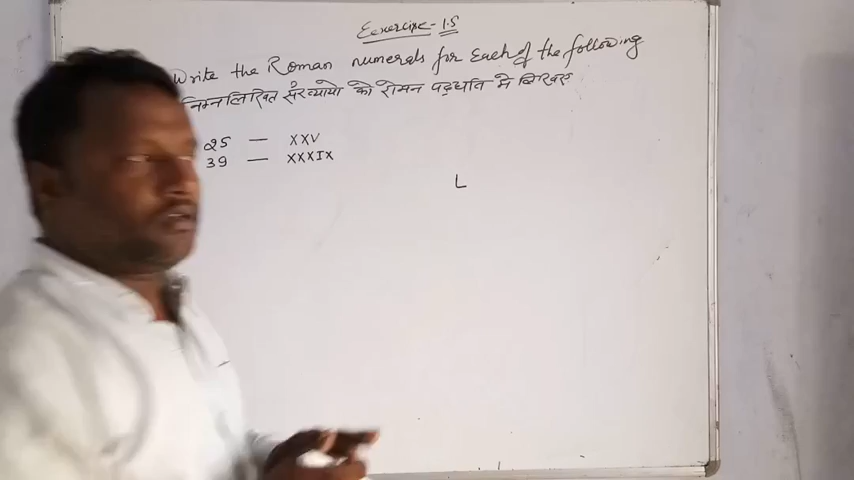 Exercise-1.5
Write the Roman numerals for Each of the following
निम्नलिखित संख्यायो को रोमन पद्धति मे लिखिए
25 — XXV
39 — XXXIX
L